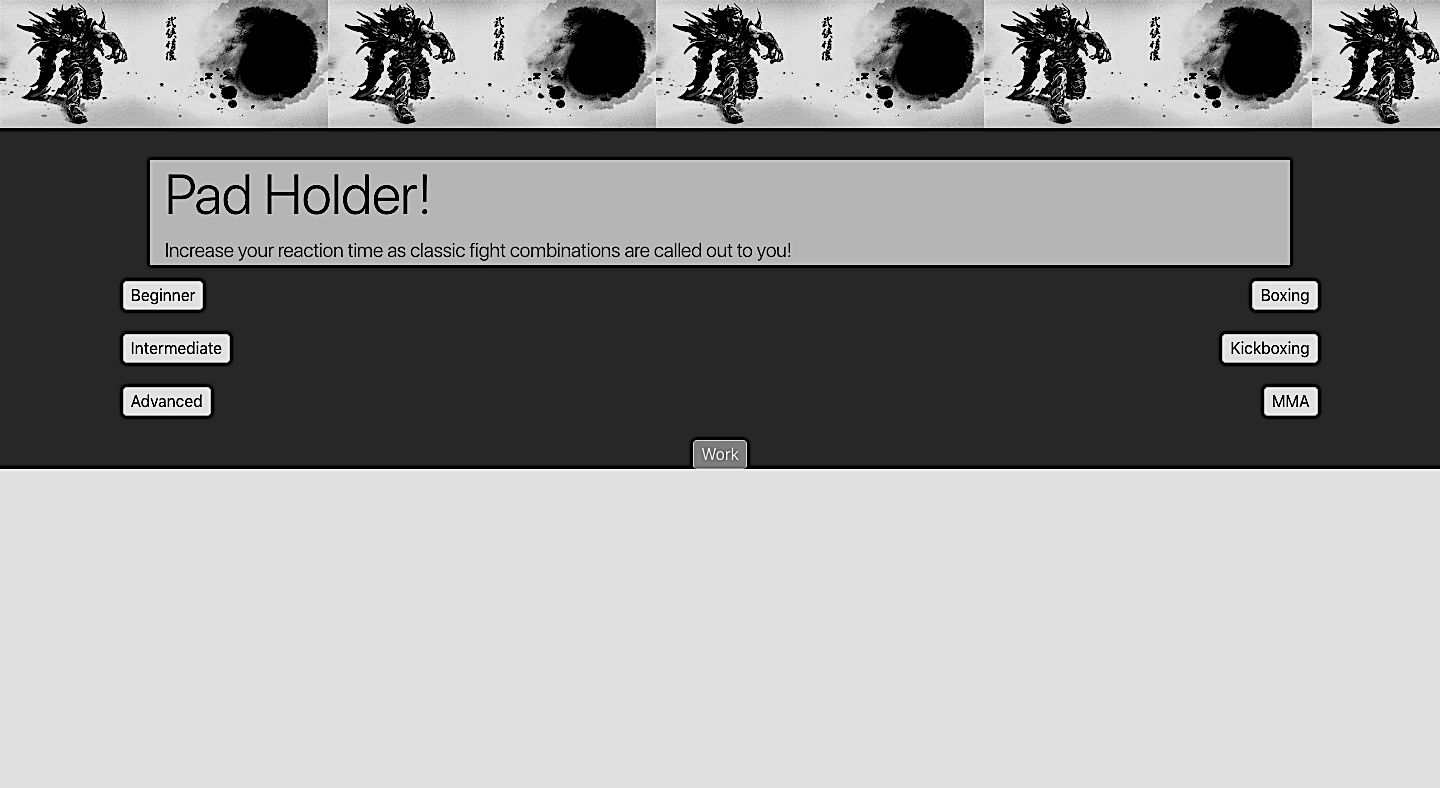 Pad Holder!
Increase your reaction time as classic fight combinations are called out to you!
Beginner
Boxing
Intermediate
Kickboxing
Advanced
MMA
Work